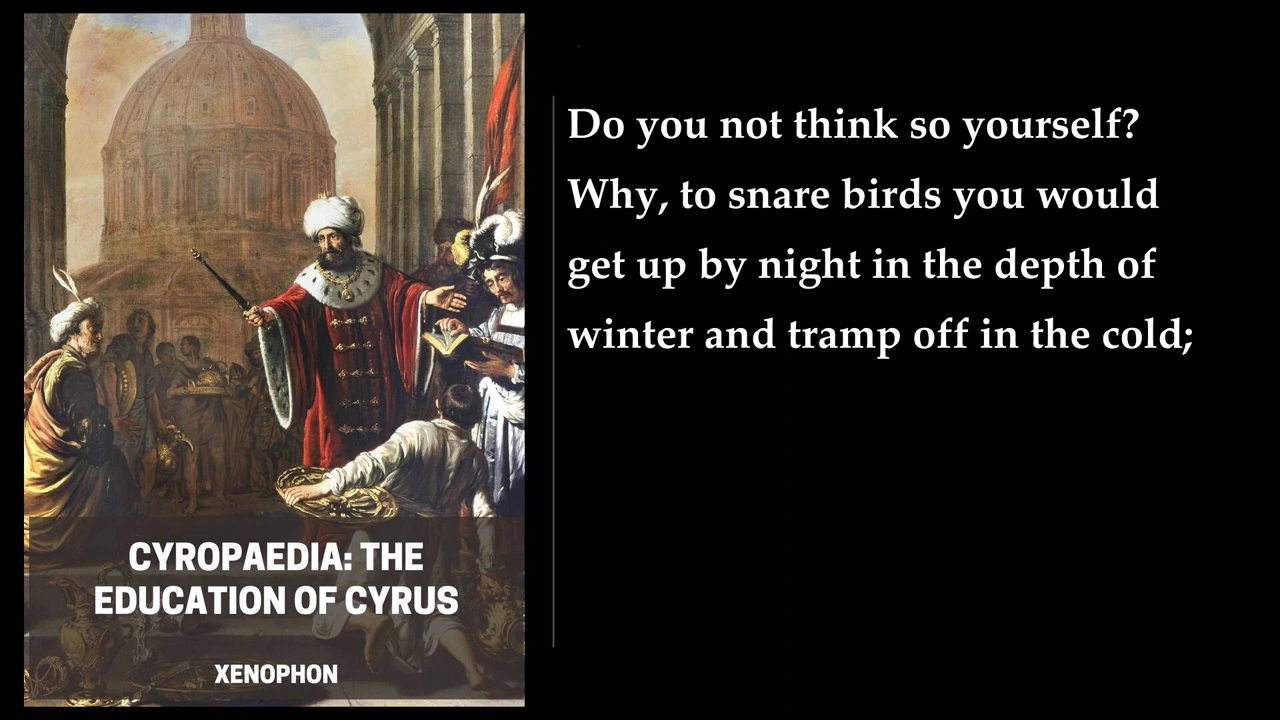 CYROPAEDIA: THE
EDUCATION OF CYRUS
XENOPHON
Do you not think so yourself?
Why, to snare birds you would
get up by night in the depth of
winter and tramp off in the cold;